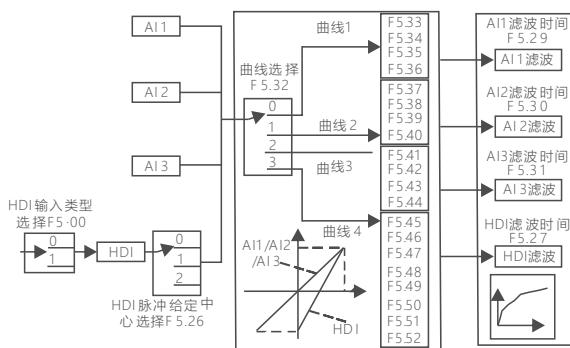 AI1
AI2
AI3
HDI输入类型
选择F5·00
0
1
HDI
0
1
2
HDI脉冲给定中
心选择F5.26
曲线选择
F5.32
0
1
2
3
曲线1
曲线2
曲线3
曲线4
AI1/AI2
/AI3
HDI
F5.33
F5.34
F5.35
F5.36
F5.37
F5.38
F5.39
F5.40
F5.41
F5.42
F5.43
F5.44
F5.45
F5.46
F5.47
F5.48
F5.49
F5.50
F5.51
F5.52
AI1滤波时间
F5.29
AI1滤波
AI2滤波时间
F5.30
AI2滤波
AI3滤波时间
F5.31
AI3滤波
HDI滤波时间
F5.27
HDI滤波